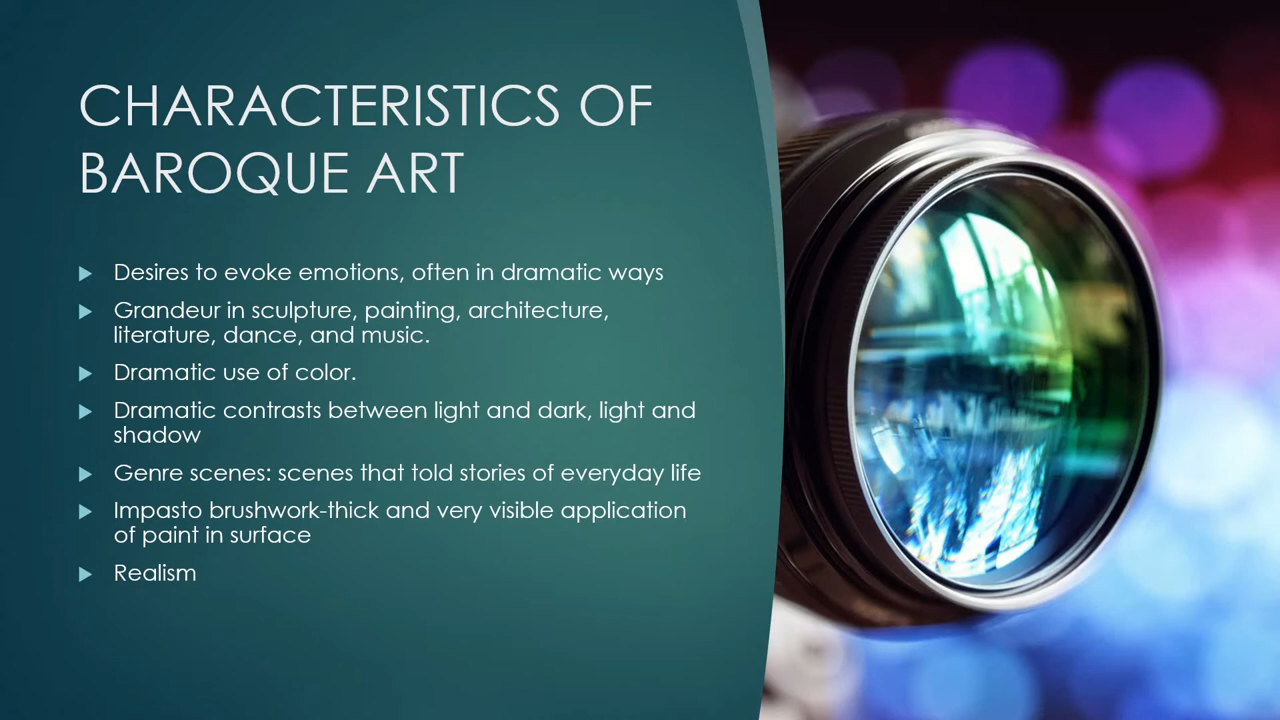 CHARACTERISTICS OF
BAROQUE ART
Desires to evoke emotions, often in dramatic ways
Grandeur in sculpture, painting, architecture,
literature, dance, and music.
Dramatic use of color.
Dramatic contrasts between light and dark, light and
shadow
Genre scenes: scenes that told stories of everyday life
Impasto brushwork-thick and very visible application
of paint in surface
Realism